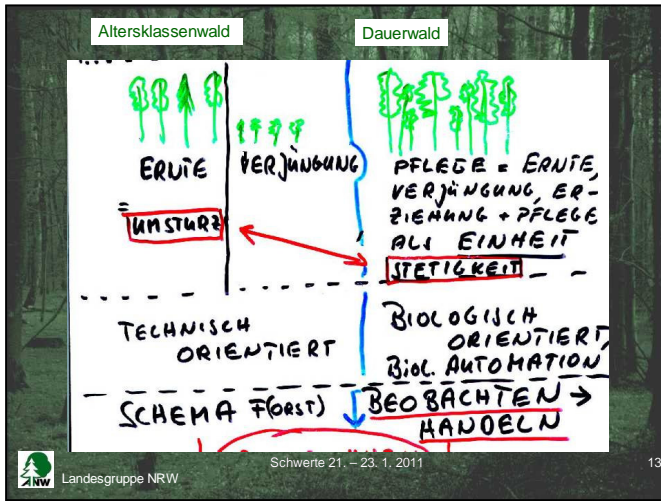 Altersklassenwald
Dauerwald
ERNTE
=
UMSTURZ
VERJÜNGUNG
PFLEGE = ERNTE,
VERJÜNGUNG, ER-
ZIEHUNG + PFLEGE
ALS EINHEIT
STETIGKEIT
TECHNISCH
ORIENTIERT
BIOLOGISCH
ORIENTIERT,
BIOL. AUTOMATION
SCHEMA F(ORST)
BEOBACHTEN →
HANDELN
ANW
Landesgruppe NRW
Schwerte 21. – 23. 1. 2011
13